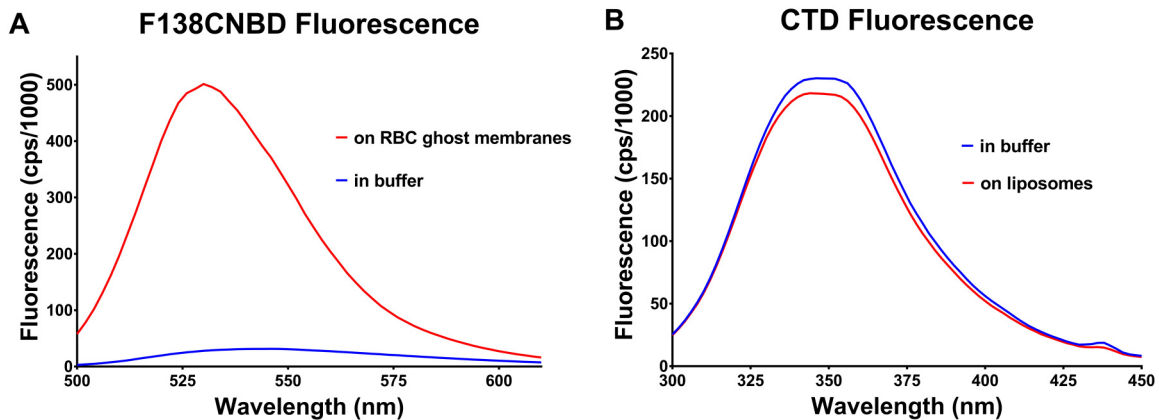 A
F138CNBD Fluorescence
Fluorescence (cps/1000)
500
400
300
200
100
0
on RBC ghost membranes
in buffer
500
525
550
575
600
Wavelength (nm)
B
CTD Fluorescence
Fluorescence (cps/1000)
250
200
150
100
50
0
in buffer
on liposomes
300
325
350
375
400
425
450
Wavelength (nm)